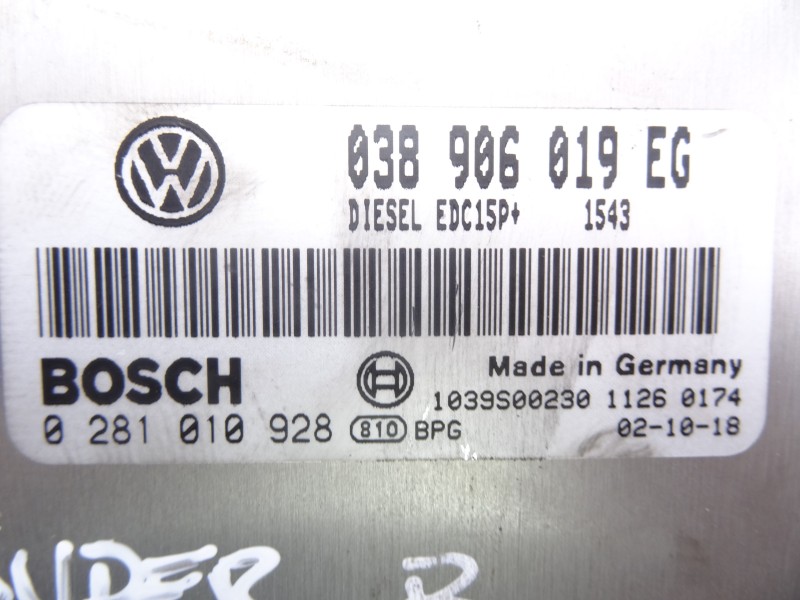 038 906 019 EG
DIESEL EDC15P+ 1543
BOSCH
Made in Germany
1039S00230 1126 0174
0 281 010 928 810 BPG 02-10-18